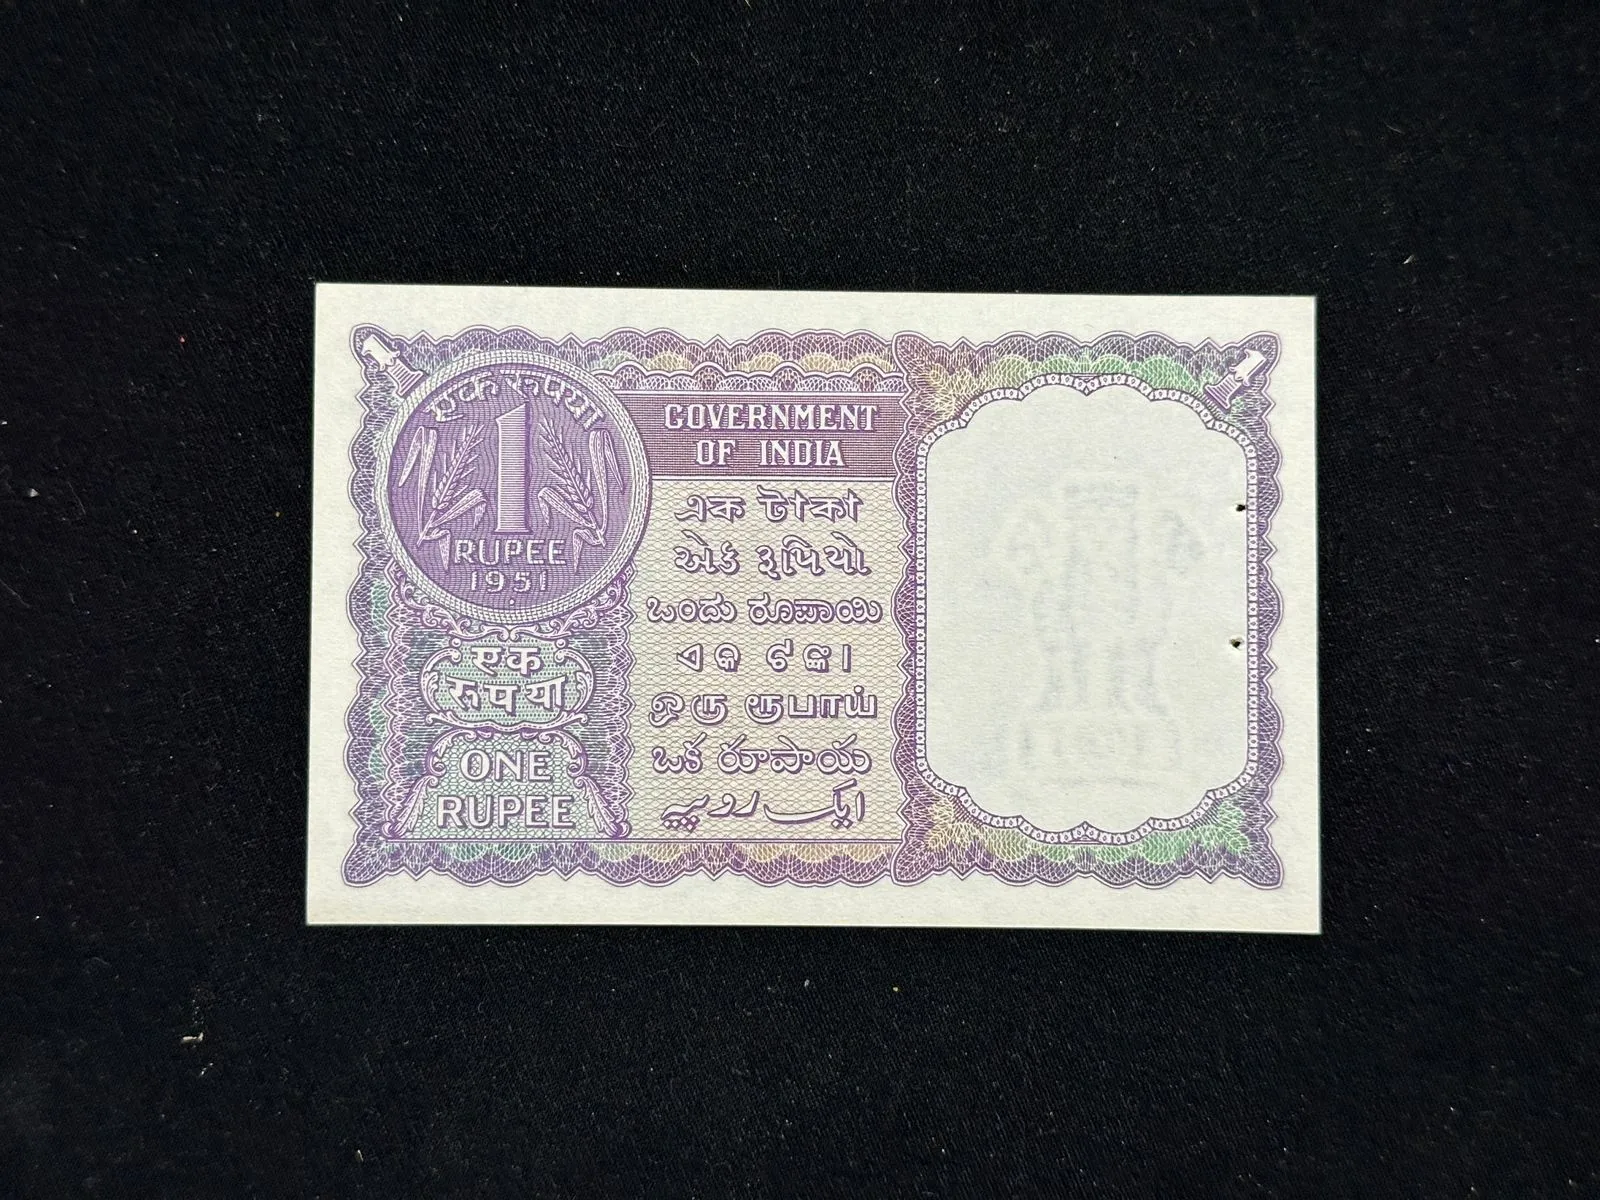 एक रुपया
1
RUPEE
1951
एक
रुपया
ONE
RUPEE
GOVERNMENT
OF INDIA
এক টাকা
એક રૂપિયો
ಒಂದು ರೂಪಾಯಿ
ଏକ ଟଙ୍କା
ஒரு ரூபாய்
ఒక రూపాయ
ایک روپیہ